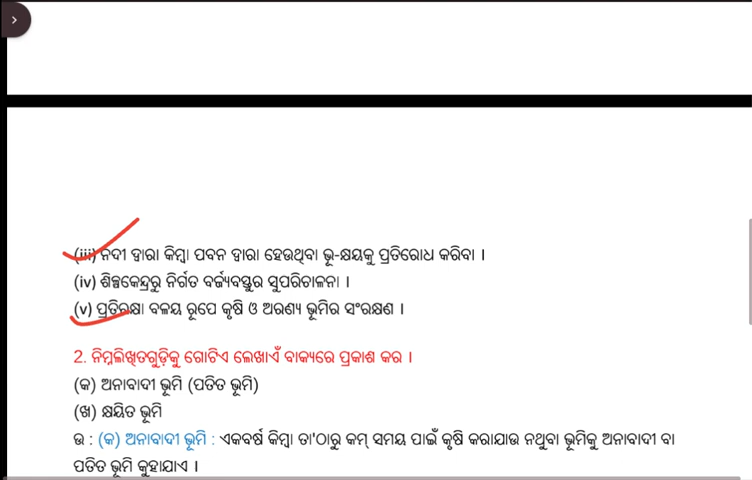 (iii) ନଦୀ ଦ୍ଵାରା କିମ୍ବା ପବନ ଦ୍ଵାରା ହେଉଥିବା ଭୂ-କ୍ଷୟକୁ ପ୍ରତିରୋଧ କରିବା ।
(iv) ଶିଳ୍ପକେନ୍ଦ୍ରରୁ ନିର୍ଗତ ବର୍ଜ୍ୟବସ୍ତୁର ସୁପରିଚାଳନା ।
(v) ପ୍ରତିରକ୍ଷା ବଳୟ ରୂପେ କୃଷି ଓ ଅରଣ୍ୟ ଭୂମିର ସଂରକ୍ଷଣ ।
2. ନିମ୍ନଲିଖିତଗୁଡ଼ିକୁ ଗୋଟିଏ ଲେଖାଏଁ ବାକ୍ୟରେ ପ୍ରକାଶ କର ।
(କ) ଅନାବାଦୀ ଭୂମି (ପତିତ ଭୂମି)
(ଖ) କ୍ଷୟିତ ଭୂମି
ଉ : (କ) ଅନାବାଦୀ ଭୂମି : ଏକବର୍ଷ କିମ୍ବା ତା'ଠାରୁ କମ୍ ସମୟ ପାଇଁ କୃଷି କରାଯାଉ ନଥୁବା ଭୂମିକୁ ଅନାବାଦୀ ବା
ପତିତ ଭୂମି କୁହାଯାଏ ।